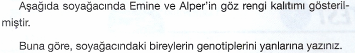 Aşağıda soyağacında Emine ve Alper'in göz rengi kalıtımı gösteril-
miştir.
Buna göre, soyağacındaki bireylerin genotiplerini yanlarına yazınız.